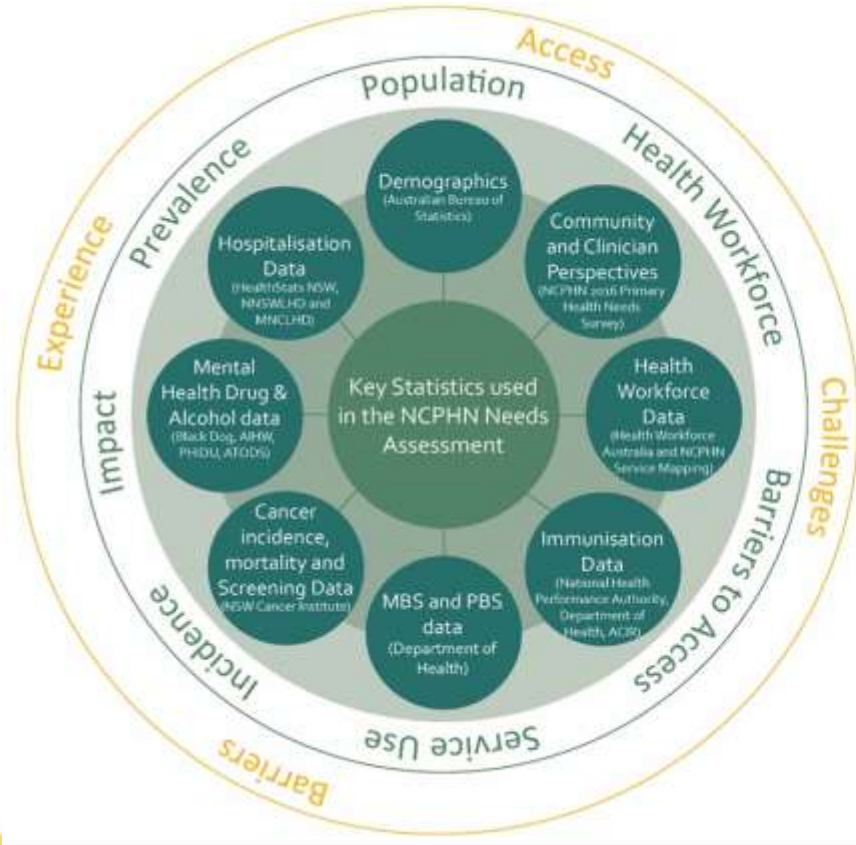 Access
Population
Health Workforce
Challenges
Barriers to Access
Service Use
Barriers
Incidence
Impact
Experience
Prevalence
Demographics
(Australian Bureau of
Statistics)
Community
and Clinician
Perspectives
(NCPHN 2016 Primary
Health Needs
Survey)
Health
Workforce
Data
(Health Workforce
Australia and NCPHN
Service Mapping)
Immunisation
Data
(National Health
Performance Authority,
Department of
Health, ACIR)
MBS and PBS
data
(Department of
Health)
Cancer
incidence,
mortality and
Screening Data
(NSW Cancer Institute)
Mental
Health Drug &
Alcohol data
(Black Dog, AIHW,
PHIDU, ATODS)
Hospitalisation
Data
(HealthStats NSW,
NNSWLHD and
MNCLHD)
Key Statistics used
in the NCPHN Needs
Assessment